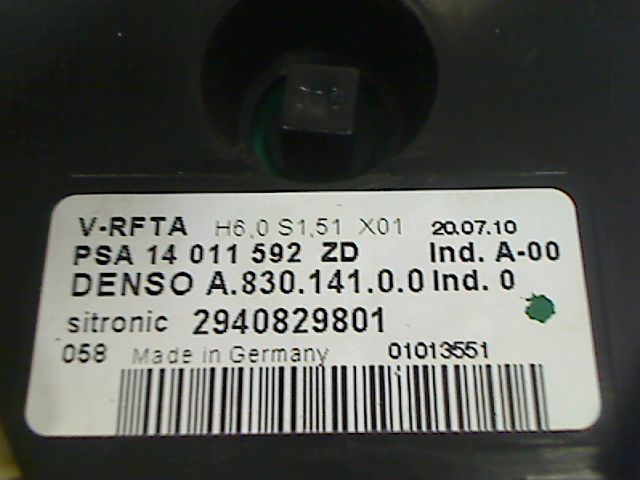 V-RFTA H6,0 S1,51 X01 20.07.10
PSA 14 011 592 ZD Ind. A-00
DENSO A.830.141.0.0 Ind. 0
sitronic 2940829801
058 Made in Germany 01013551